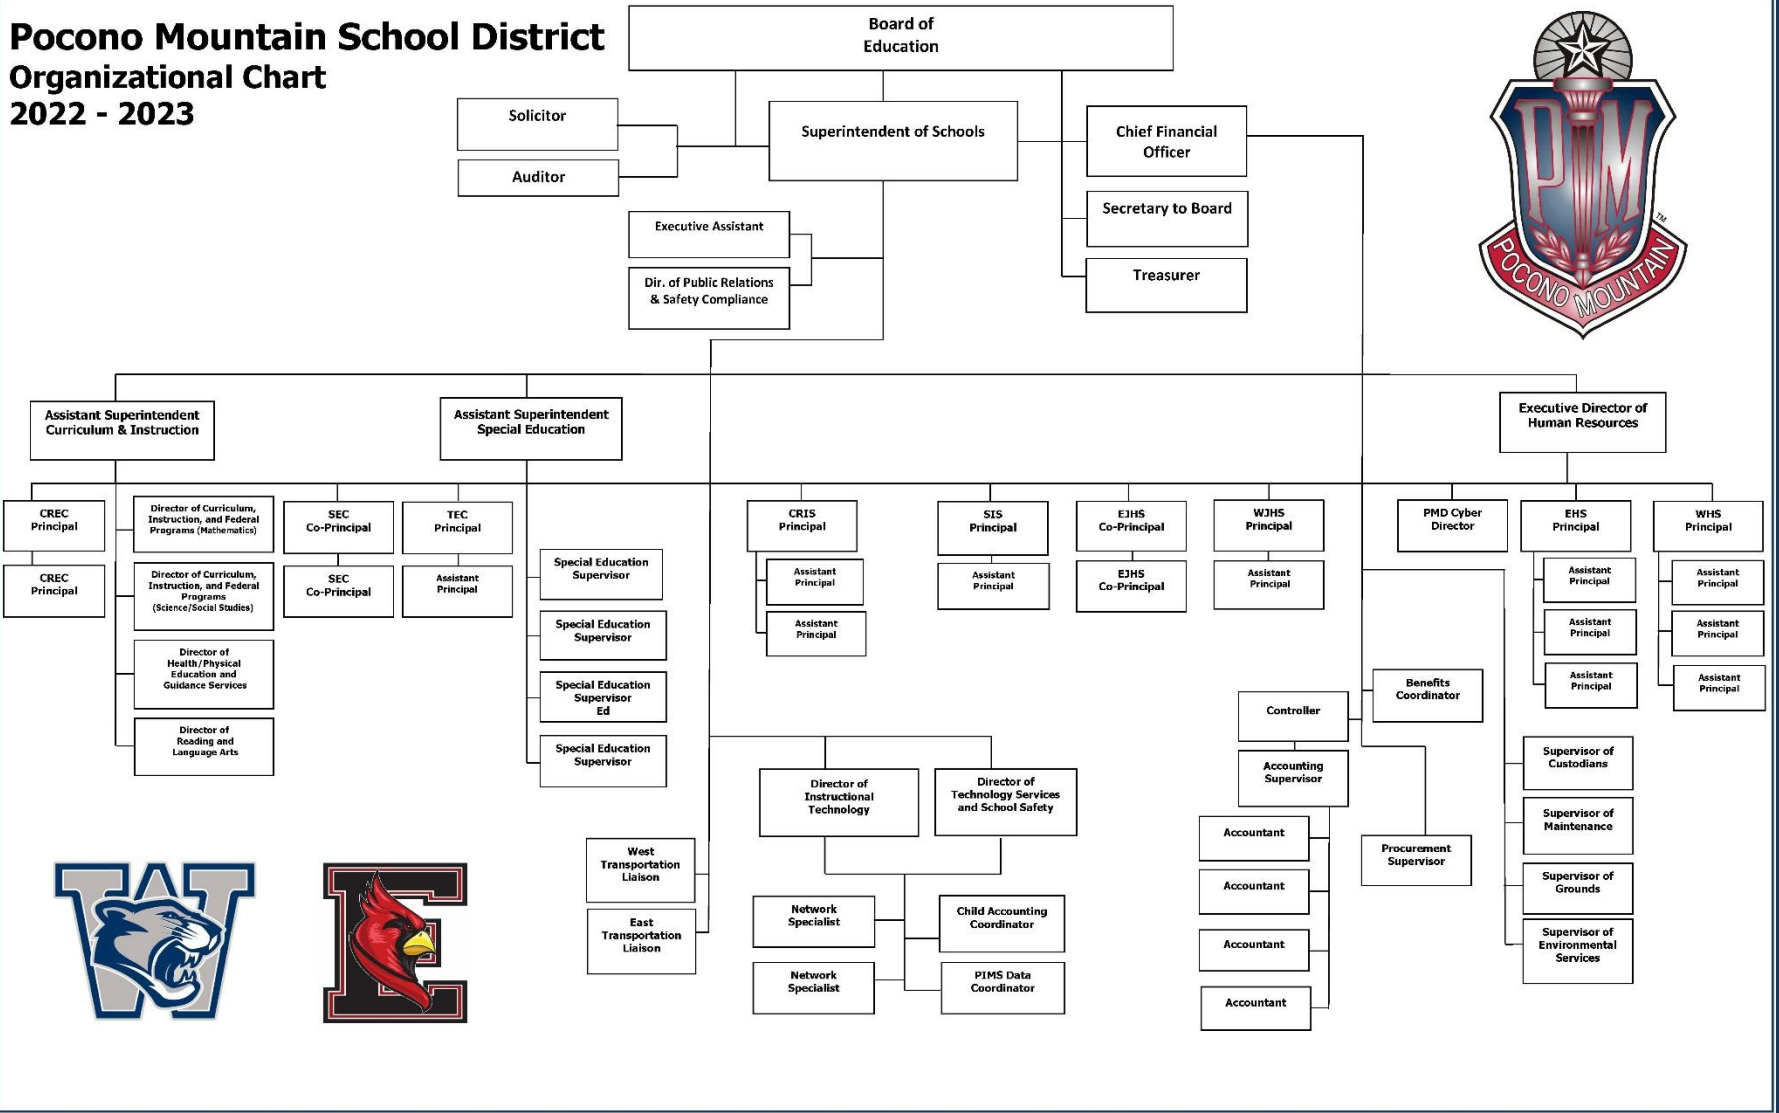 Pocono Mountain School District
Organizational Chart
2022 - 2023
Board of
Education
Solicitor
Auditor
Superintendent of Schools
Chief Financial
Officer
Secretary to Board
Treasurer
Executive Assistant
Dir. of Public Relations
& Safety Compliance
PM
TM
POCONO MOUNTAIN
Assistant Superintendent
Curriculum & Instruction
Assistant Superintendent
Special Education
Executive Director of
Human Resources
CREC
Principal
CREC
Principal
Director of Curriculum,
Instruction, and Federal
Programs (Mathematics)
Director of Curriculum,
Instruction, and Federal
Programs
(Science/Social Studies)
Director of
Health/Physical
Education and
Guidance Services
Director of
Reading and
Language Arts
SEC
Co-Principal
SEC
Co-Principal
TEC
Principal
Assistant
Principal
Special Education
Supervisor
Special Education
Supervisor
Special Education
Supervisor
Ed
Special Education
Supervisor
CRIS
Principal
Assistant
Principal
Assistant
Principal
SIS
Principal
Assistant
Principal
EJHS
Co-Principal
EJHS
Co-Principal
WJHS
Principal
Assistant
Principal
PMD Cyber
Director
EHS
Principal
Assistant
Principal
Assistant
Principal
Assistant
Principal
WHS
Principal
Assistant
Principal
Assistant
Principal
Assistant
Principal
Benefits
Coordinator
Controller
Accounting
Supervisor
Accountant
Accountant
Accountant
Accountant
Procurement
Supervisor
Supervisor of
Custodians
Supervisor of
Maintenance
Supervisor of
Grounds
Supervisor of
Environmental
Services
Director of
Instructional
Technology
Director of
Technology Services
and School Safety
West
Transportation
Liaison
East
Transportation
Liaison
Network
Specialist
Network
Specialist
Child Accounting
Coordinator
PIMS Data
Coordinator
W
E